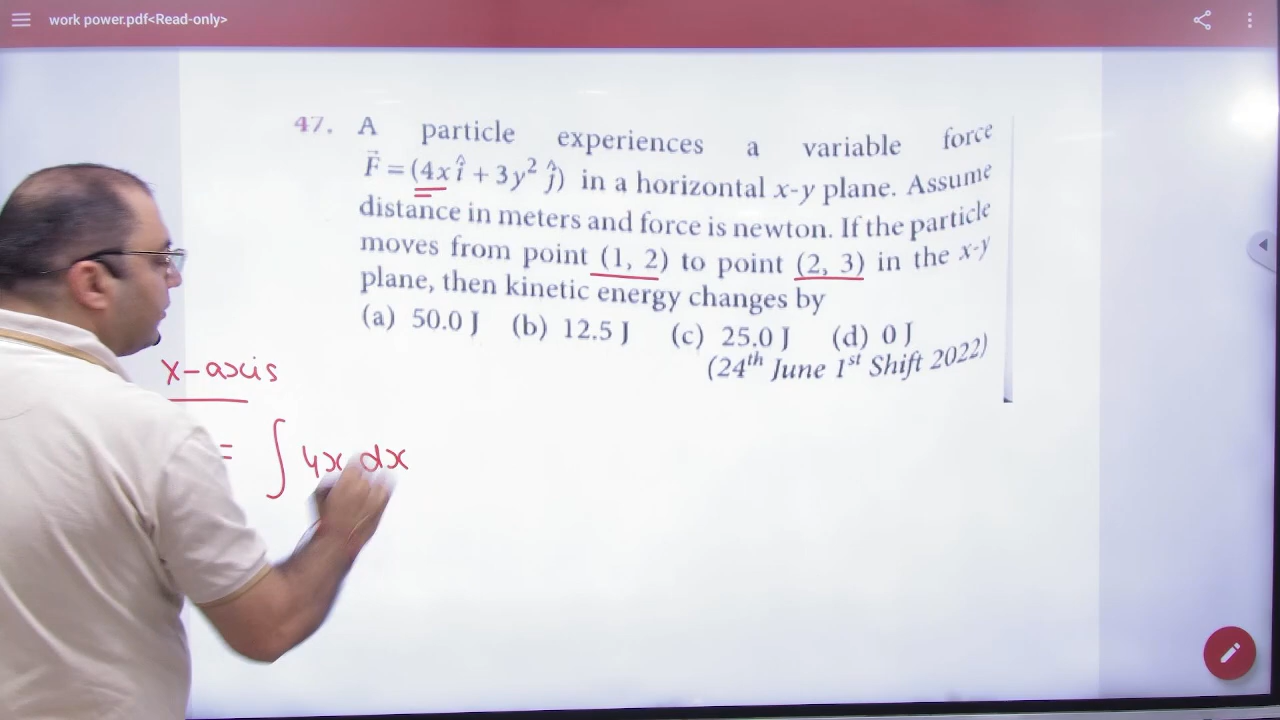 work power.pdf<Read-only>
47. A particle experiences a variable force
F⃗ = (4x î + 3y² ĵ) in a horizontal x-y plane. Assume
distance in meters and force is newton. If the particle
moves from point (1, 2) to point (2, 3) in the x-y
plane, then kinetic energy changes by
(a) 50.0 J (b) 12.5 J (c) 25.0 J (d) 0 J
(24th June 1st Shift 2022)
x-axis
= ∫ 4x dx